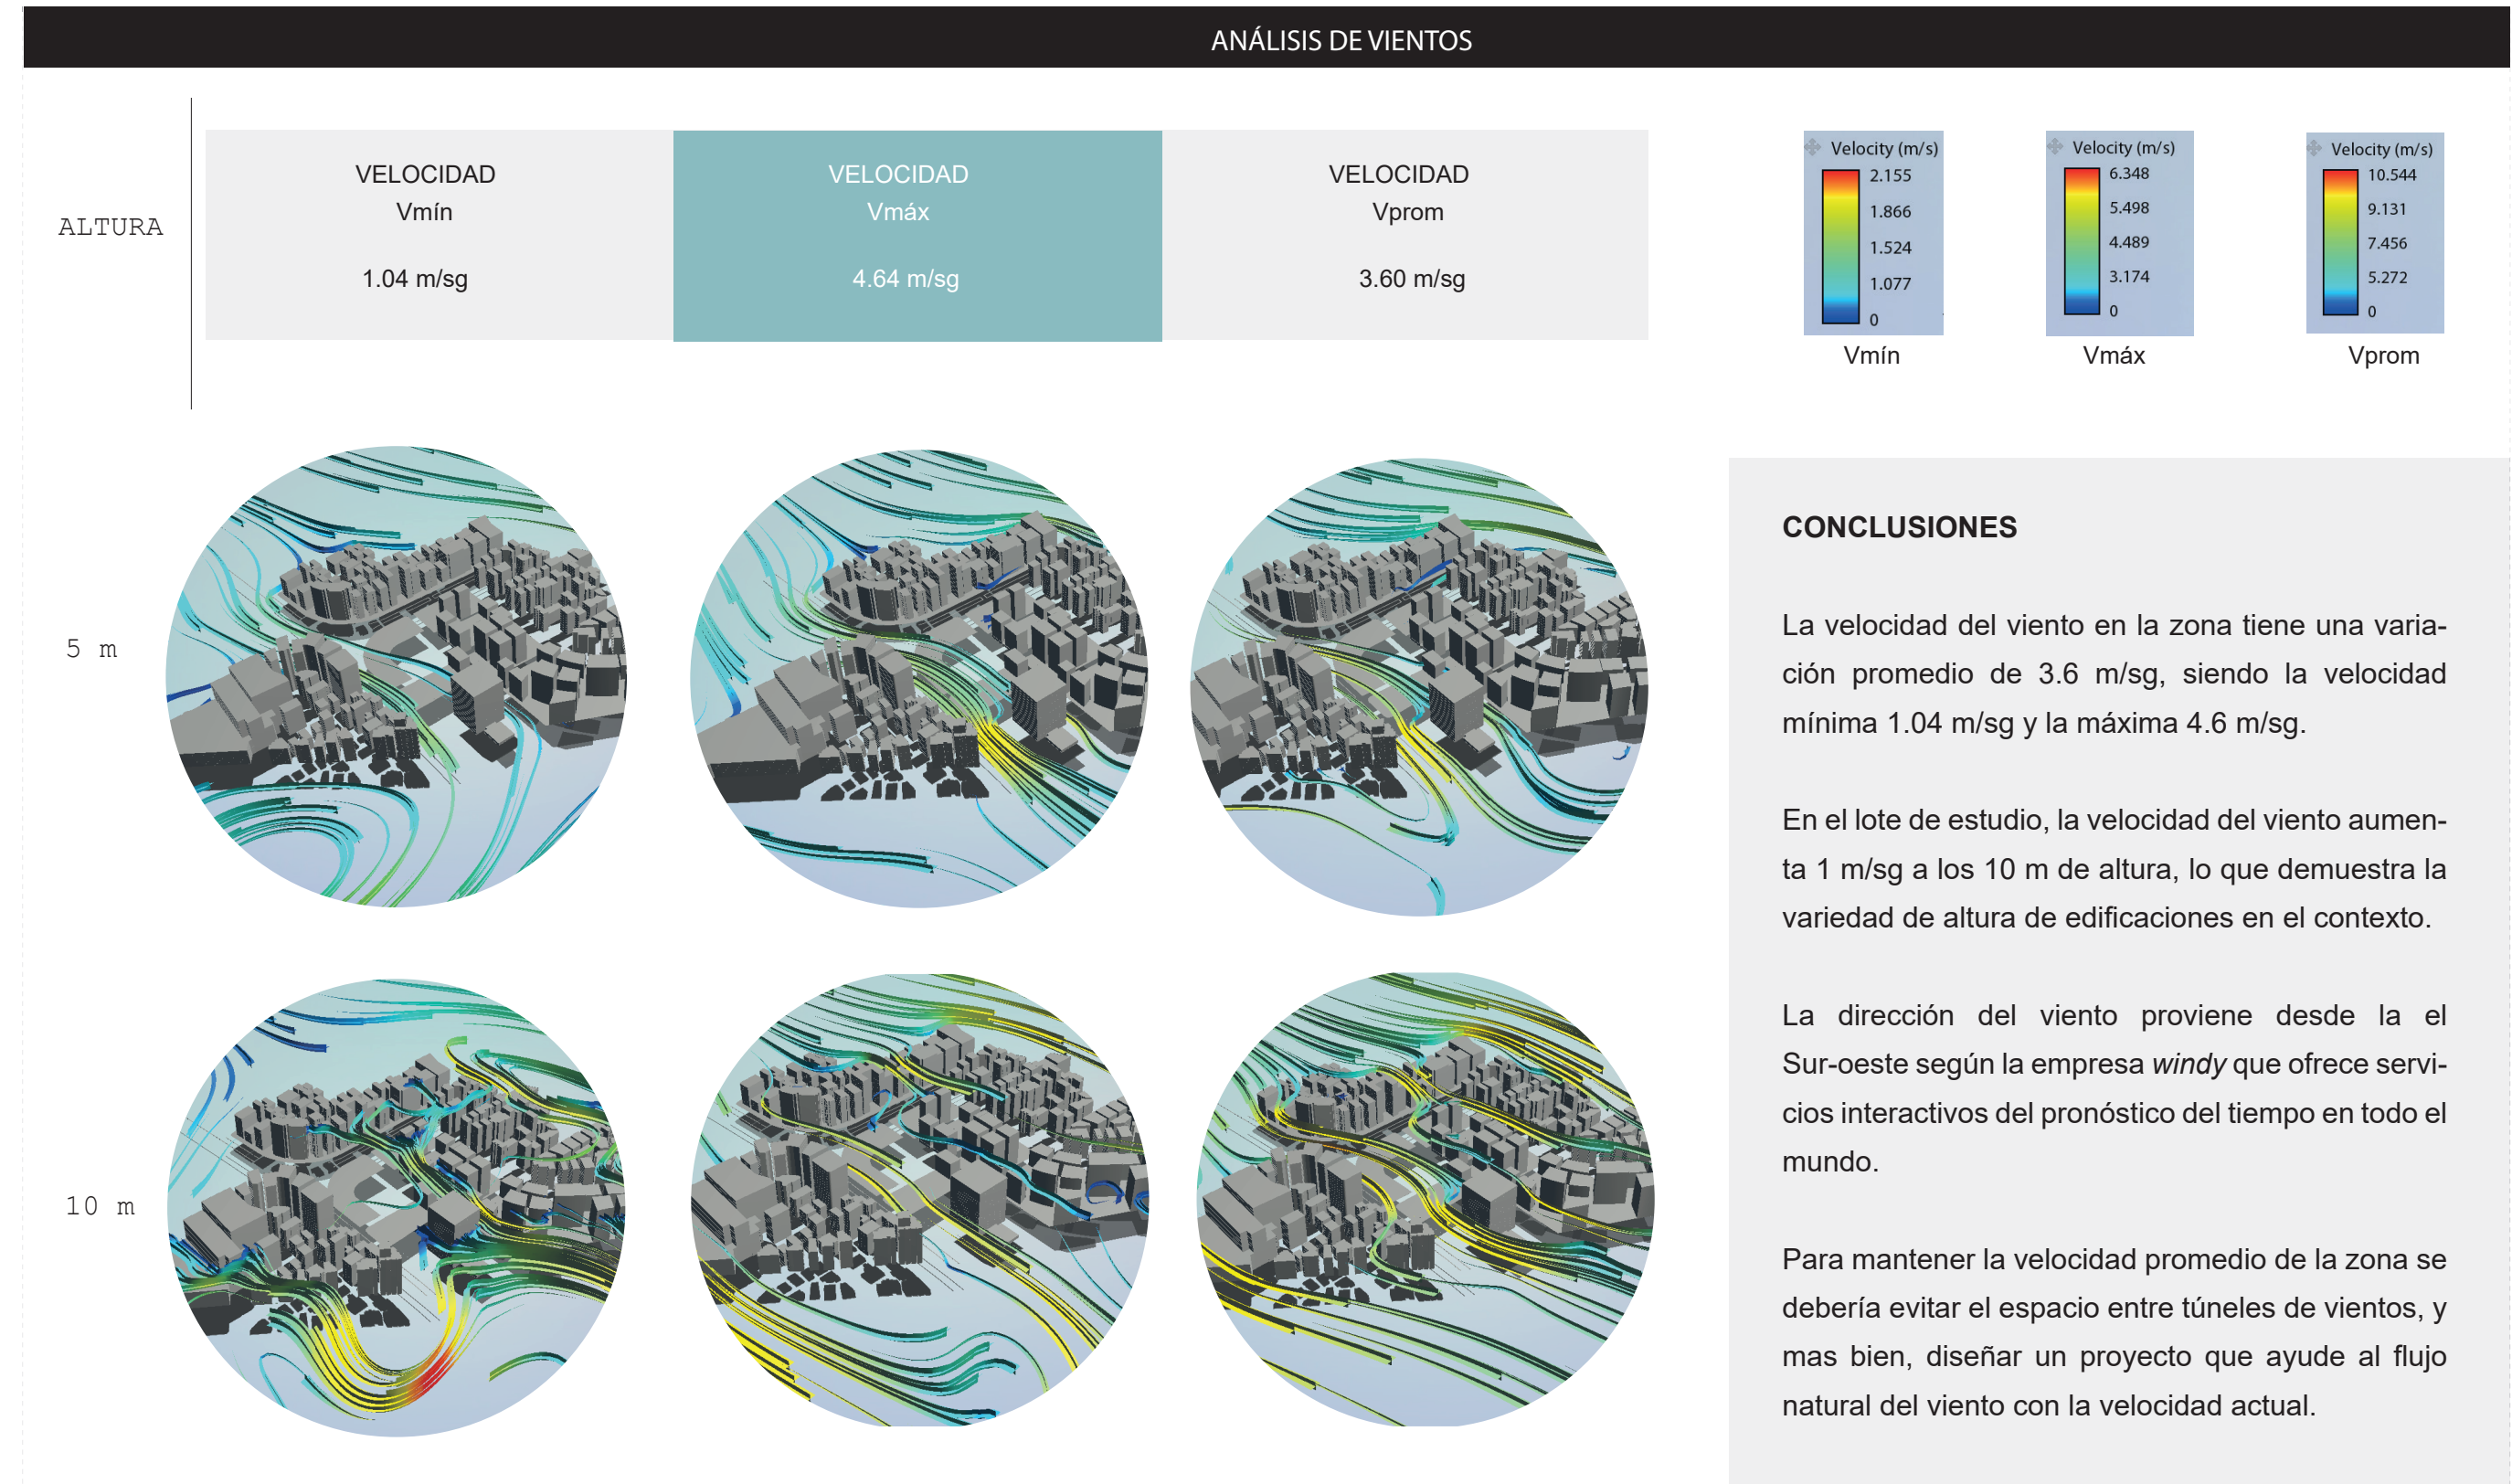 ANÁLISIS DE VIENTOS
ALTURA
VELOCIDAD
Vmín
1.04 m/sg
VELOCIDAD
Vmáx
4.64 m/sg
VELOCIDAD
Vprom
3.60 m/sg
Velocity (m/s)
2.155
1.866
1.524
1.077
0
Vmín
Velocity (m/s)
6.348
5.498
4.489
3.174
0
Vmáx
Velocity (m/s)
10.544
9.131
7.456
5.272
0
Vprom
5 m
10 m
CONCLUSIONES
La velocidad del viento en la zona tiene una varia-
ción promedio de 3.6 m/sg, siendo la velocidad
mínima 1.04 m/sg y la máxima 4.6 m/sg.
En el lote de estudio, la velocidad del viento aumen-
ta 1 m/sg a los 10 m de altura, lo que demuestra la
variedad de altura de edificaciones en el contexto.
La dirección del viento proviene desde la el
Sur-oeste según la empresa windy que ofrece servi-
cios interactivos del pronóstico del tiempo en todo el
mundo.
Para mantener la velocidad promedio de la zona se
debería evitar el espacio entre túneles de vientos, y
mas bien, diseñar un proyecto que ayude al flujo
natural del viento con la velocidad actual.